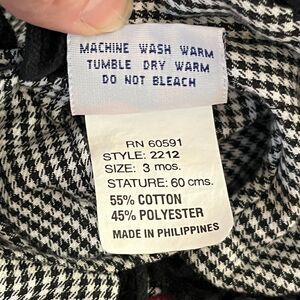 MACHINE WASH WARM
TUMBLE DRY WARM
DO NOT BLEACH
RN 60591
STYLE: 2212
SIZE: 3 mos.
STATURE: 60 cms.
55% COTTON
45% POLYESTER
MADE IN PHILIPPINES